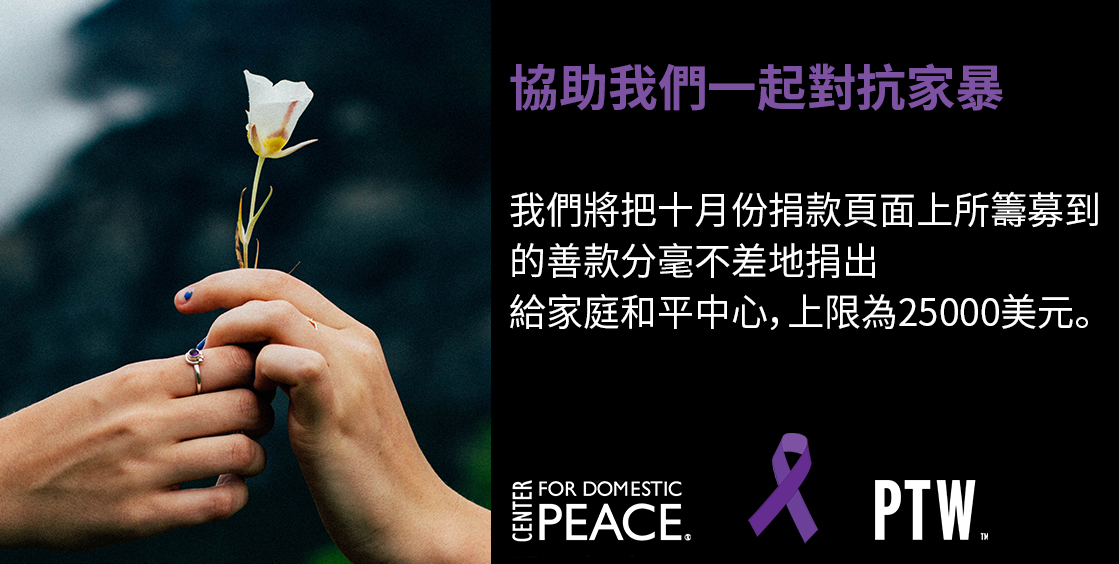 協助我們一起對抗家暴
我們將把十月份捐款頁面上所籌募到
的善款分毫不差地捐出
給家庭和平中心，上限為25000美元。
CENTER
FOR DOMESTIC
PEACE®
PTW™